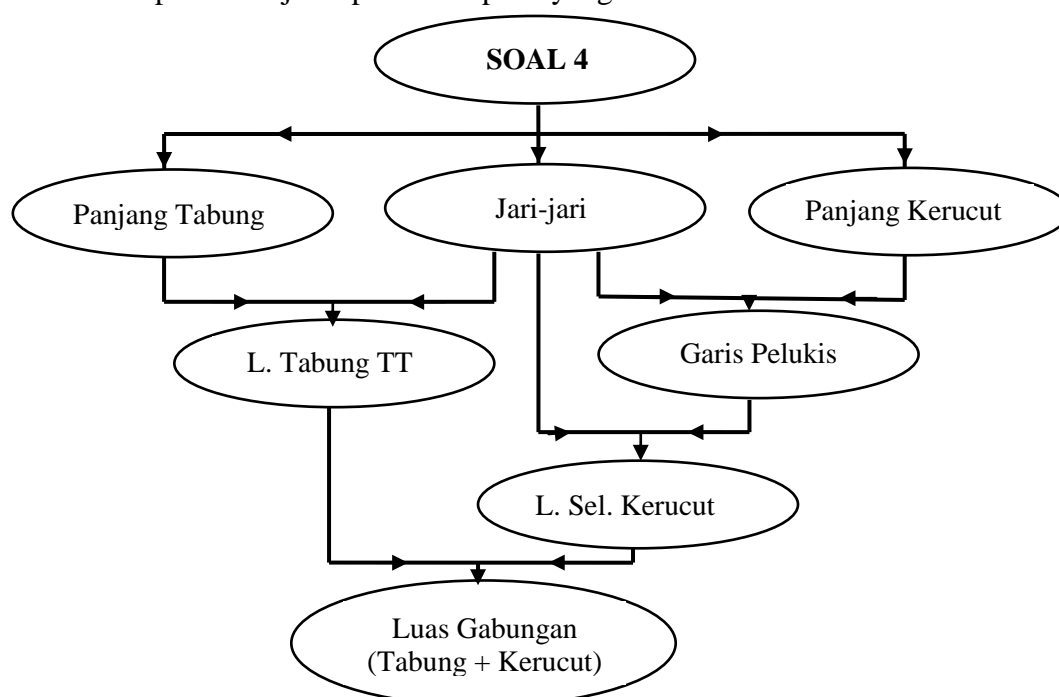 SOAL 4
Panjang Tabung
Jari-jari
Panjang Kerucut
L. Tabung TT
Garis Pelukis
L. Sel. Kerucut
Luas Gabungan
(Tabung + Kerucut)